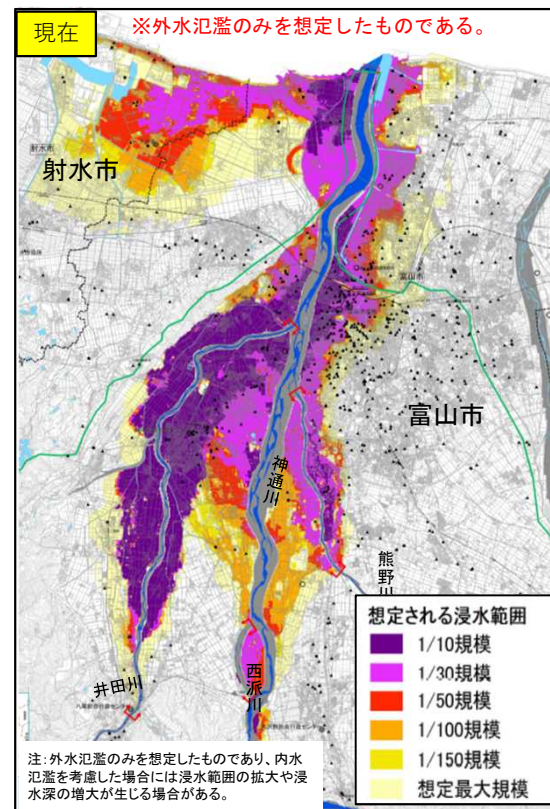 現在
※外水氾濫のみを想定したものである。
射水市
射水市
富山市
富山市
神通川
熊野川
井田川
西派川
想定される浸水範囲
1/10規模
1/30規模
1/50規模
1/100規模
1/150規模
想定最大規模
注:外水氾濫のみを想定したものであり、内水
氾濫を考慮した場合には浸水範囲の拡大や浸
水深の増大が生じる場合がある。